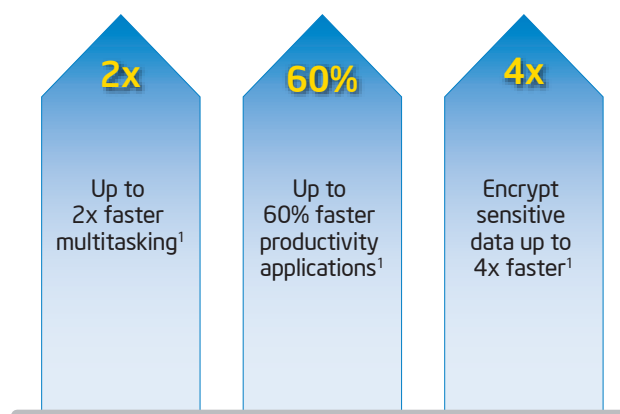 2x
Up to
2x faster
multitasking¹
60%
Up to
60% faster
productivity
applications¹
4x
Encrypt
sensitive
data up to
4x faster¹